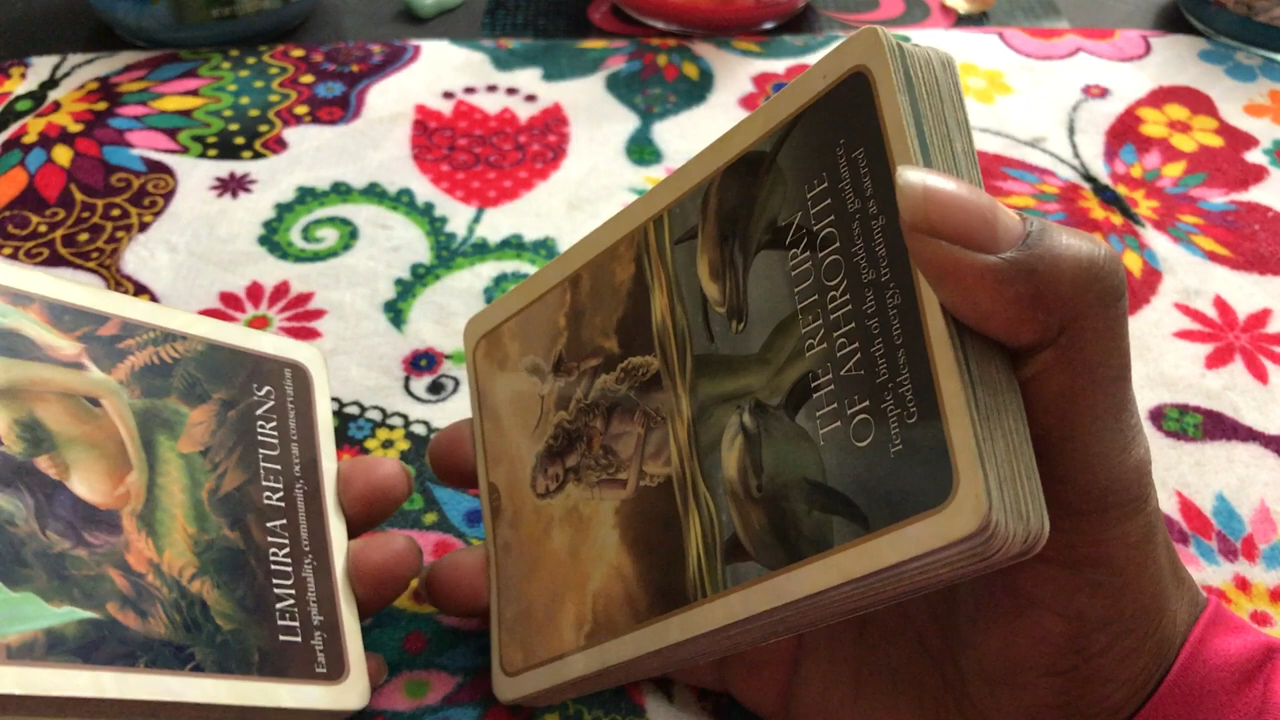 LEMURIA RETURNS
Earthy spirituality, community, ocean conservation
THE RETURN
OF APHRODITE
Temple, birth of the goddess, guidance,
Goddess energy, treating as sacred